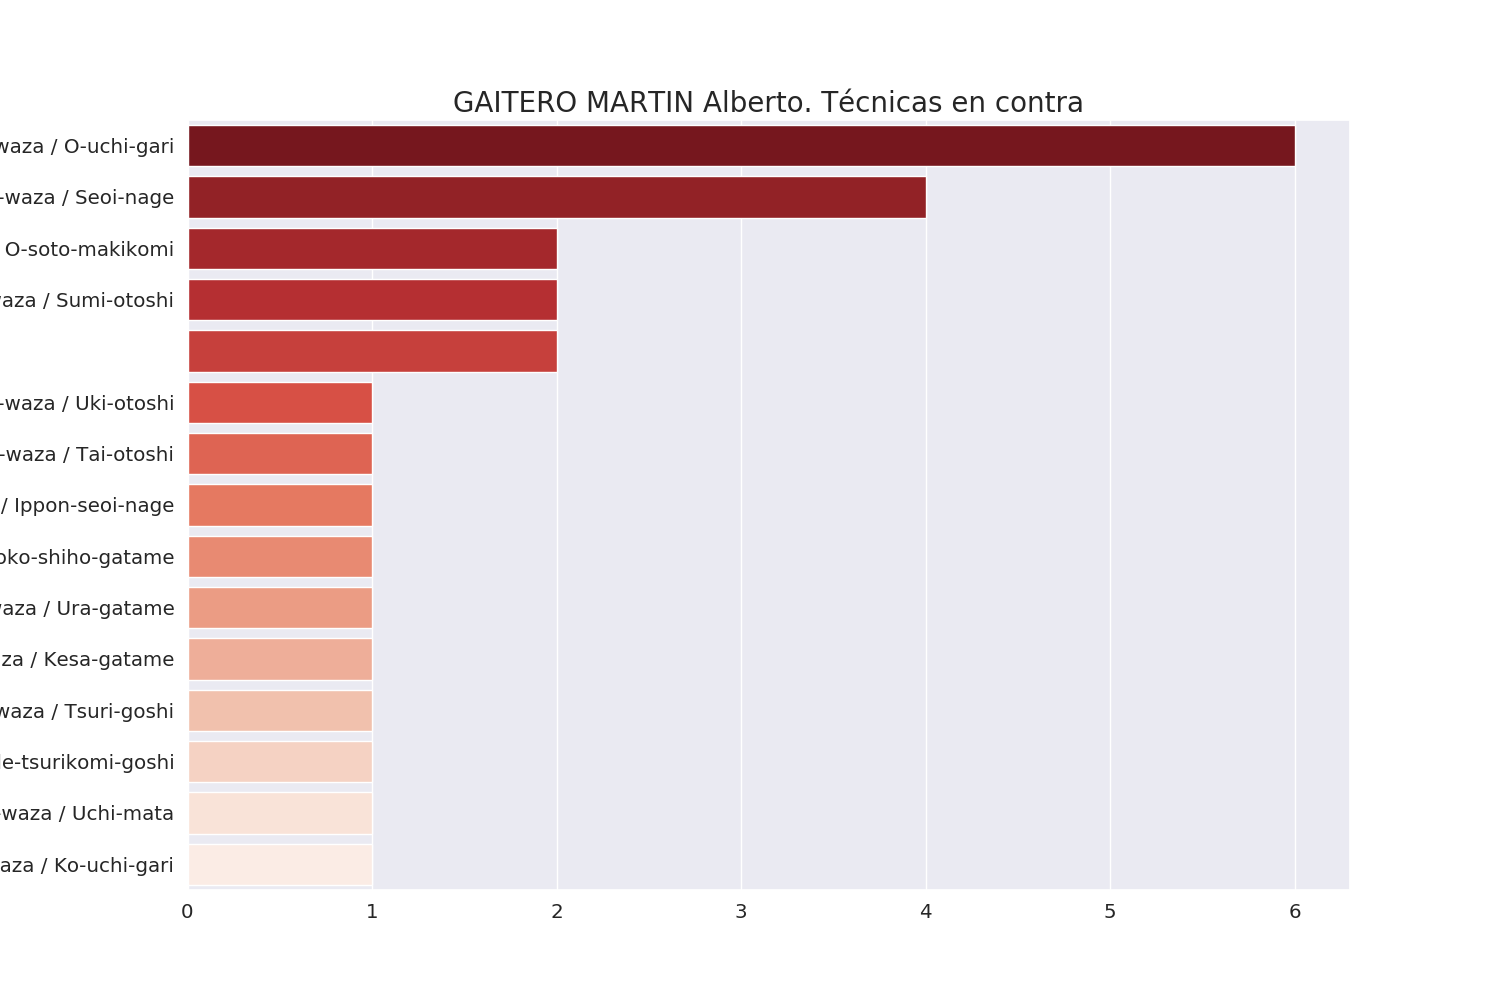 GAITERO MARTIN Alberto. Técnicas en contra
waza / O-uchi-gari
-waza / Seoi-nage
O-soto-makikomi
aza / Sumi-otoshi
-waza / Uki-otoshi
-waza / Tai-otoshi
/ Ippon-seoi-nage
oko-shiho-gatame
aza / Ura-gatame
za / Kesa-gatame
waza / Tsuri-goshi
e-tsurikomi-goshi
-waza / Uchi-mata
aza / Ko-uchi-gari
0 1 2 3 4 5 6